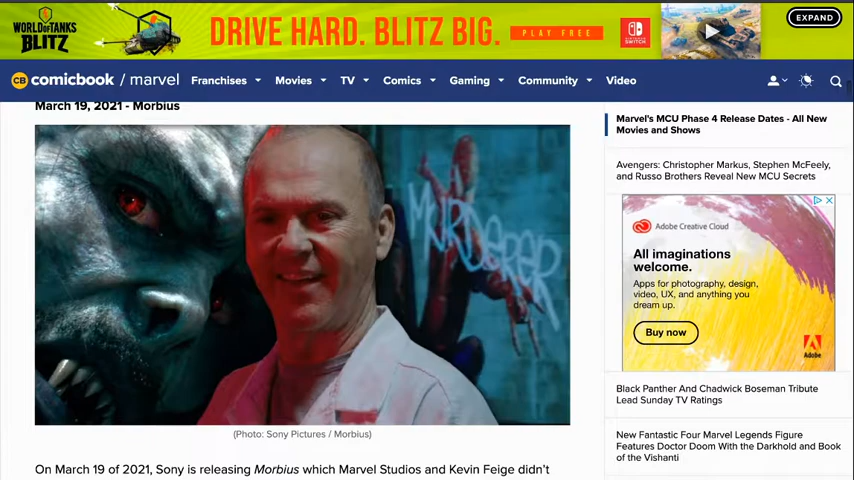 WORLD OF TANKS
BLITZ
DRIVE HARD. BLITZ BIG.
PLAY FREE
NINTENDO
SWITCH
EXPAND
CB comicbook / marvel
Franchises
Movies
TV
Comics
Gaming
Community
Video
March 19, 2021 - Morbius
MURDERER
(Photo: Sony Pictures / Morbius)
On March 19 of 2021, Sony is releasing Morbius which Marvel Studios and Kevin Feige didn't
Marvel's MCU Phase 4 Release Dates - All New
Movies and Shows
Avengers: Christopher Markus, Stephen McFeely,
and Russo Brothers Reveal New MCU Secrets
Adobe Creative Cloud
All imaginations
welcome.
Apps for photography, design,
video, UX, and anything you
dream up.
Buy now
Adobe
Black Panther And Chadwick Boseman Tribute
Lead Sunday TV Ratings
New Fantastic Four Marvel Legends Figure
Features Doctor Doom With the Darkhold and Book
of the Vishanti